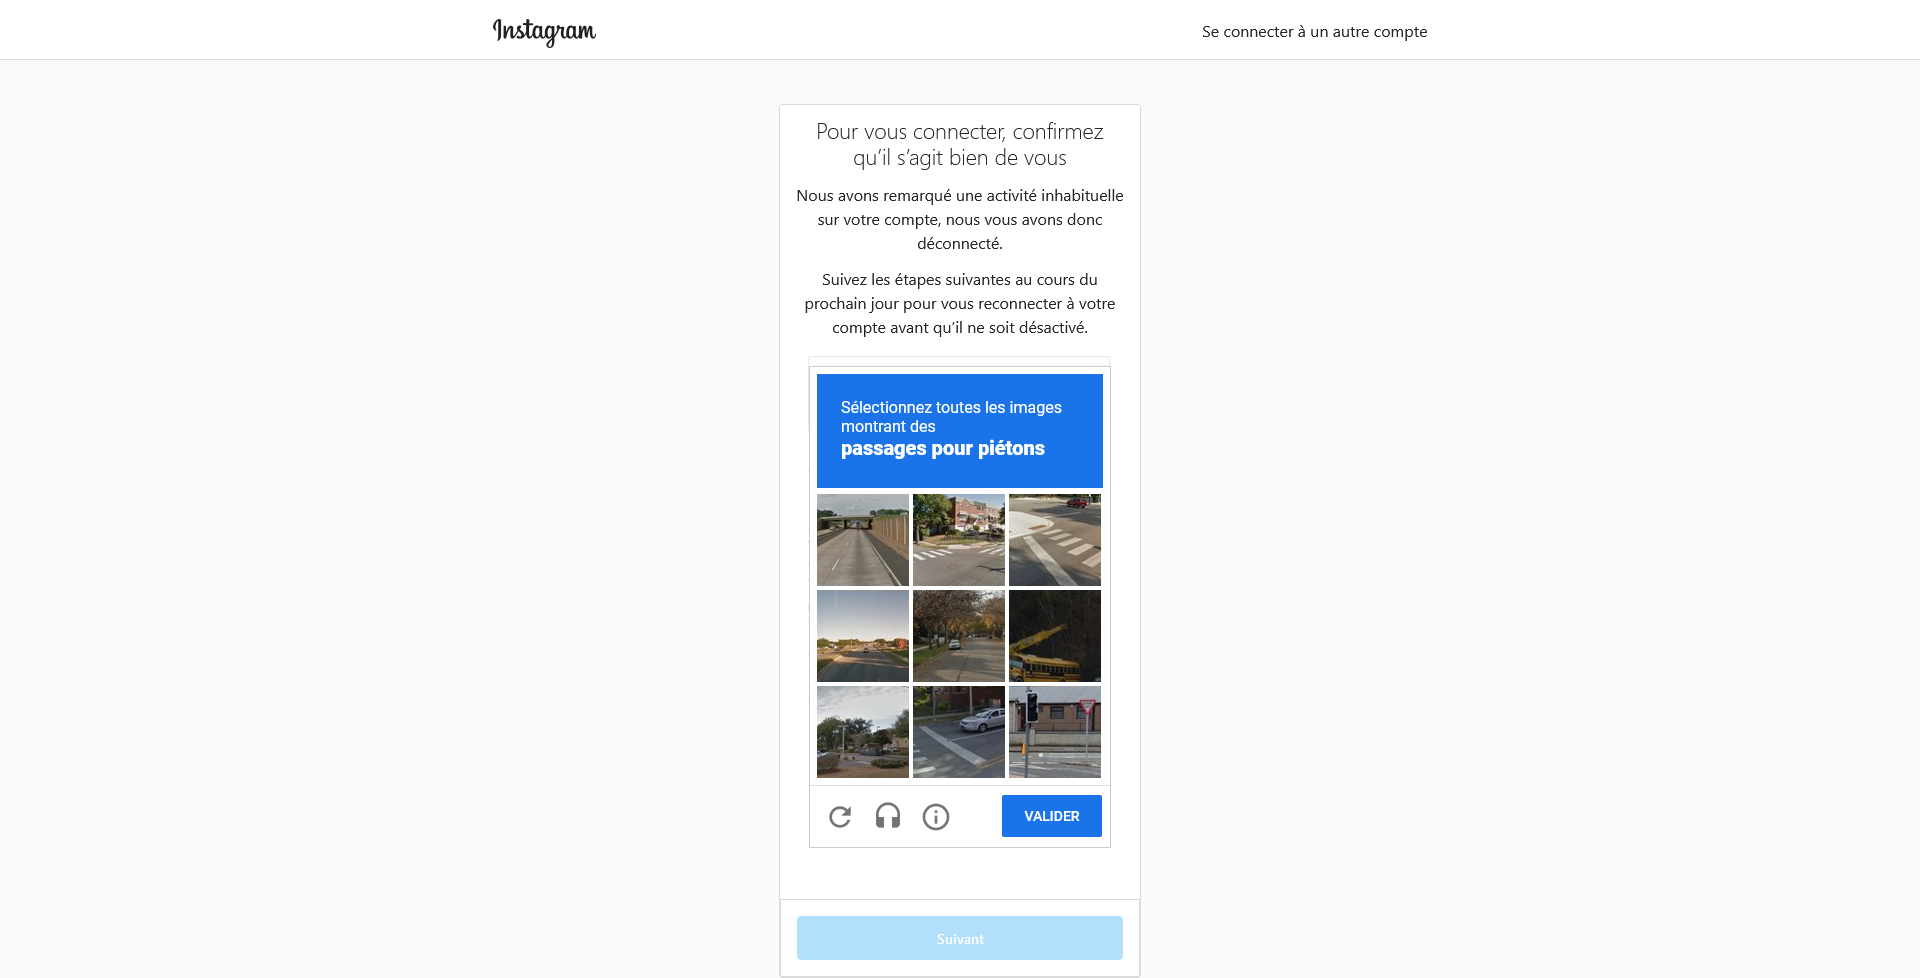 Instagram
Se connecter à un autre compte
Pour vous connecter, confirmez
qu’il s’agit bien de vous
Nous avons remarqué une activité inhabituelle
sur votre compte, nous vous avons donc
déconnecté.
Suivez les étapes suivantes au cours du
prochain jour pour vous reconnecter à votre
compte avant qu’il ne soit désactivé.
Sélectionnez toutes les images
montrant des
passages pour piétons
VALIDER
Suivant